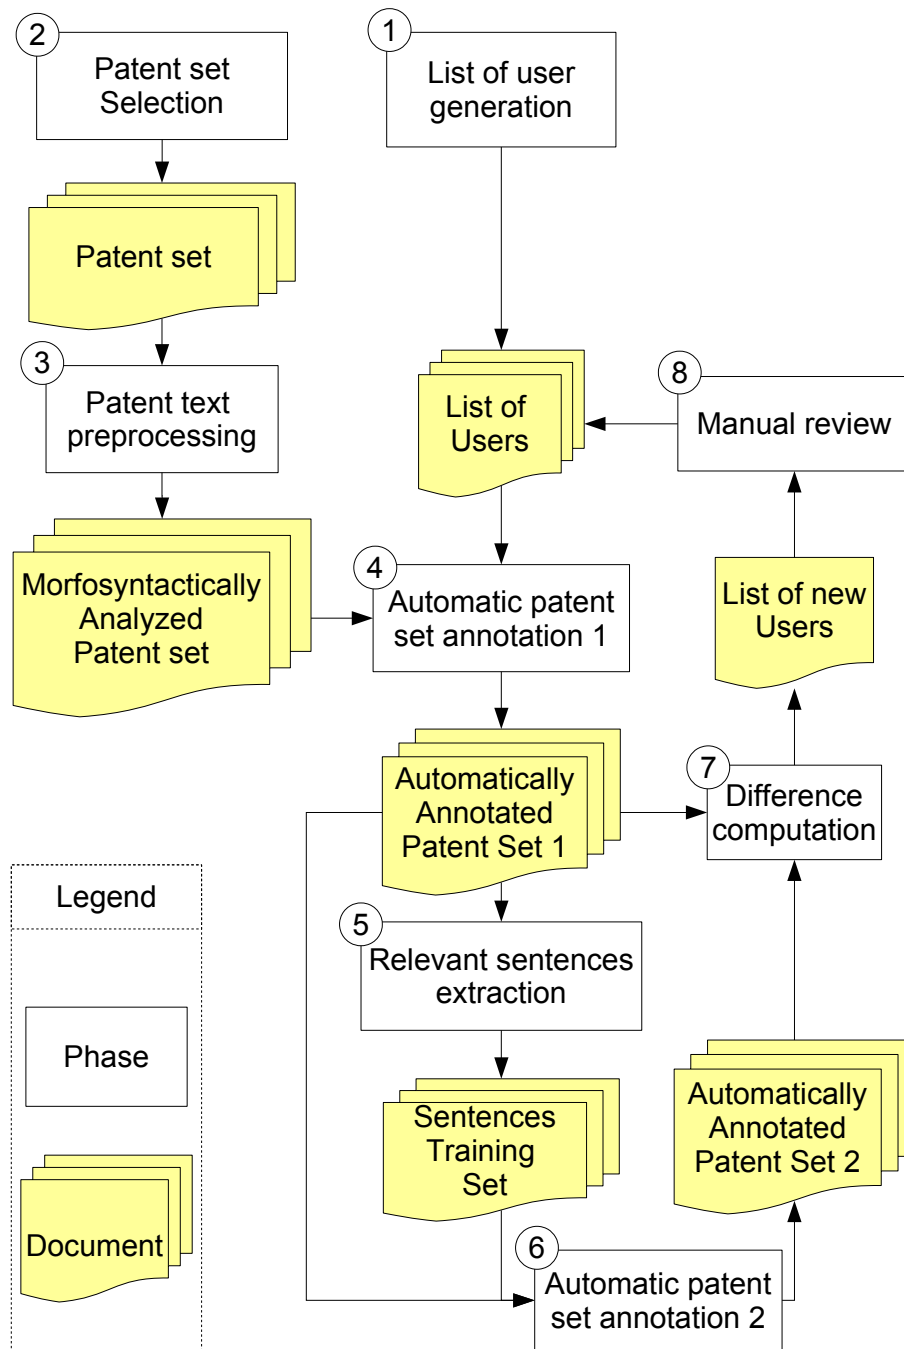 2
Patent set
Selection
1
List of user
generation
Patent set
3
Patent text
preprocessing
List of
Users
8
Manual review
Morfosyntactically
Analyzed
Patent set
4
Automatic patent
set annotation 1
List of new
Users
Automatically
Annotated
Patent Set 1
7
Difference
computation
Legend
5
Relevant sentences
extraction
Phase
Sentences
Training
Set
Automatically
Annotated
Patent Set 2
Document
6
Automatic patent
set annotation 2